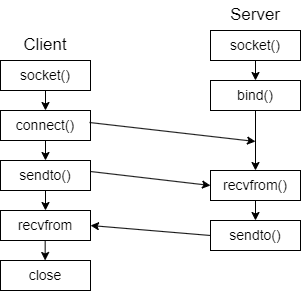 Client
socket()
connect()
sendto()
recvfrom
close
Server
socket()
bind()
recvfrom()
sendto()